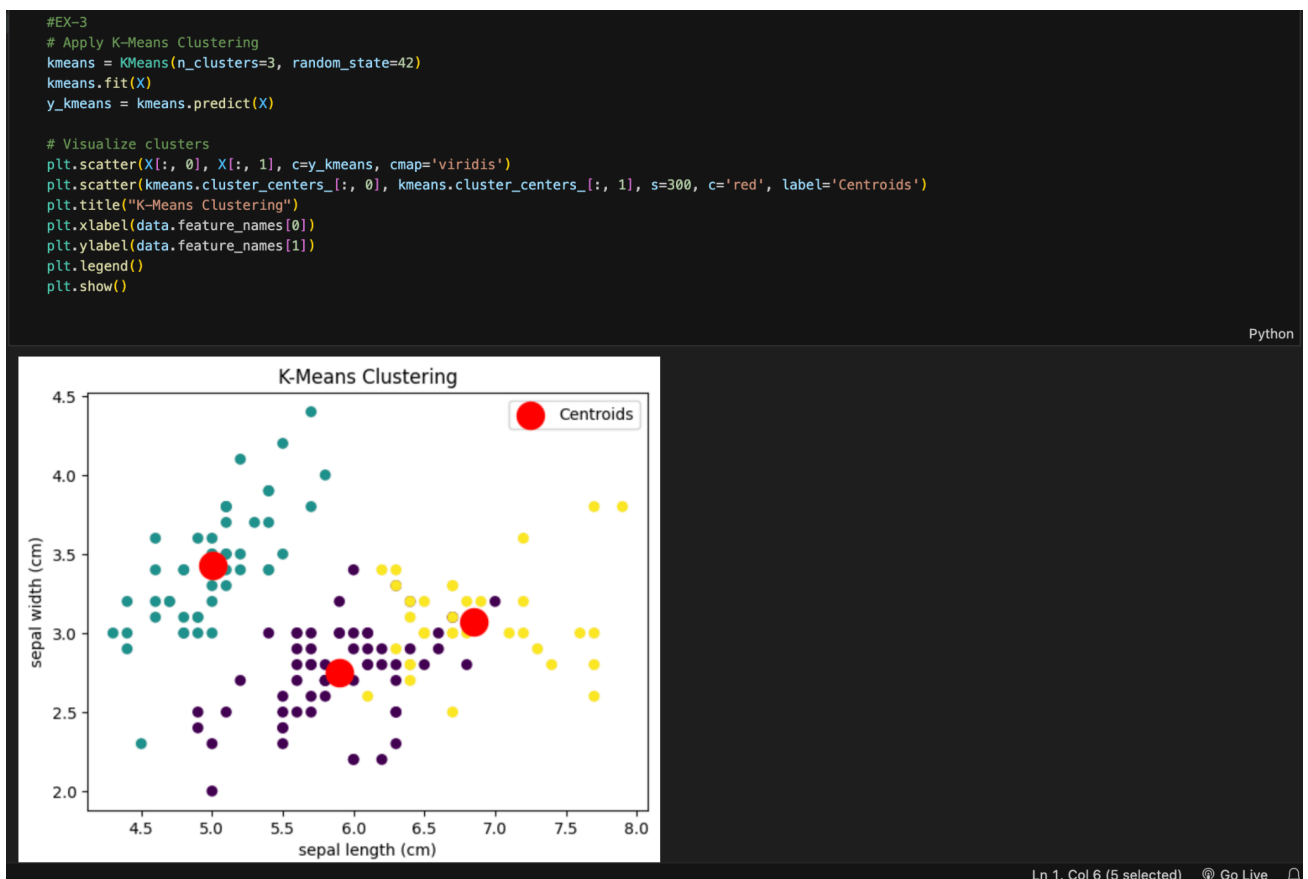 #EX-3
# Apply K-Means Clustering
kmeans = KMeans(n_clusters=3, random_state=42)
kmeans.fit(X)
y_kmeans = kmeans.predict(X)
# Visualize clusters
plt.scatter(X[:, 0], X[:, 1], c=y_kmeans, cmap='viridis')
plt.scatter(kmeans.cluster_centers_[:, 0], kmeans.cluster_centers_[:, 1], s=300, c='red', label='Centroids')
plt.title("K-Means Clustering")
plt.xlabel(data.feature_names[0])
plt.ylabel(data.feature_names[1])
plt.legend()
plt.show()
Python
K-Means Clustering
Centroids
4.5
4.0
3.5
3.0
2.5
2.0
sepal width (cm)
4.5 5.0 5.5 6.0 6.5 7.0 7.5 8.0
sepal length (cm)
Ln 1, Col 6 (5 selected) Go Live